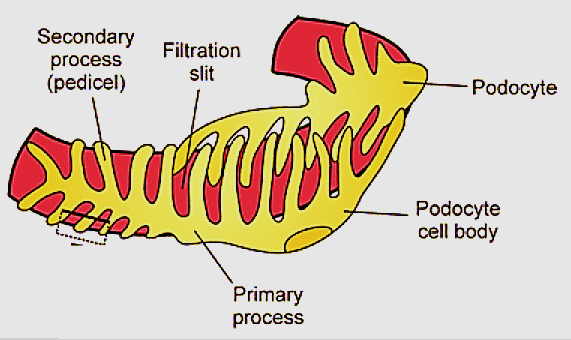 Secondary
process
(pedicel)
Filtration
slit
Podocyte
Podocyte
cell body
Primary
process